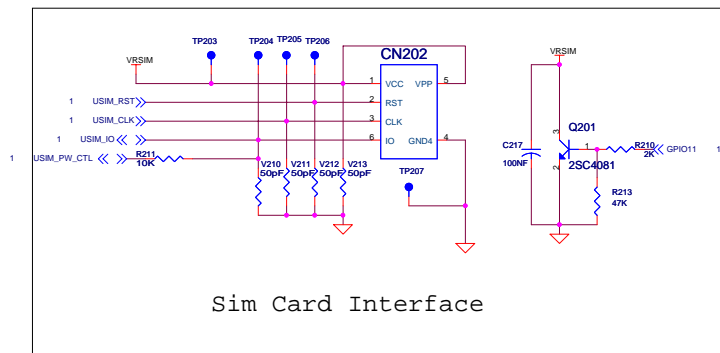 TP203
TP204
TP205
TP206
VRSIM
CN202
1 VCC VPP 5
1 USIM_RST 2 RST
1 USIM_CLK 3 CLK
1 USIM_IO 6 IO GND4 4
1 USIM_PW_CTL R211
10K
V210 V211 V212 V213
50pF 50pF 50pF 50pF
TP207
VRSIM
C217
100NF
3
Q201
1
2
2SC4081
R210
2K
GPIO11 1
R213
47K
Sim Card Interface